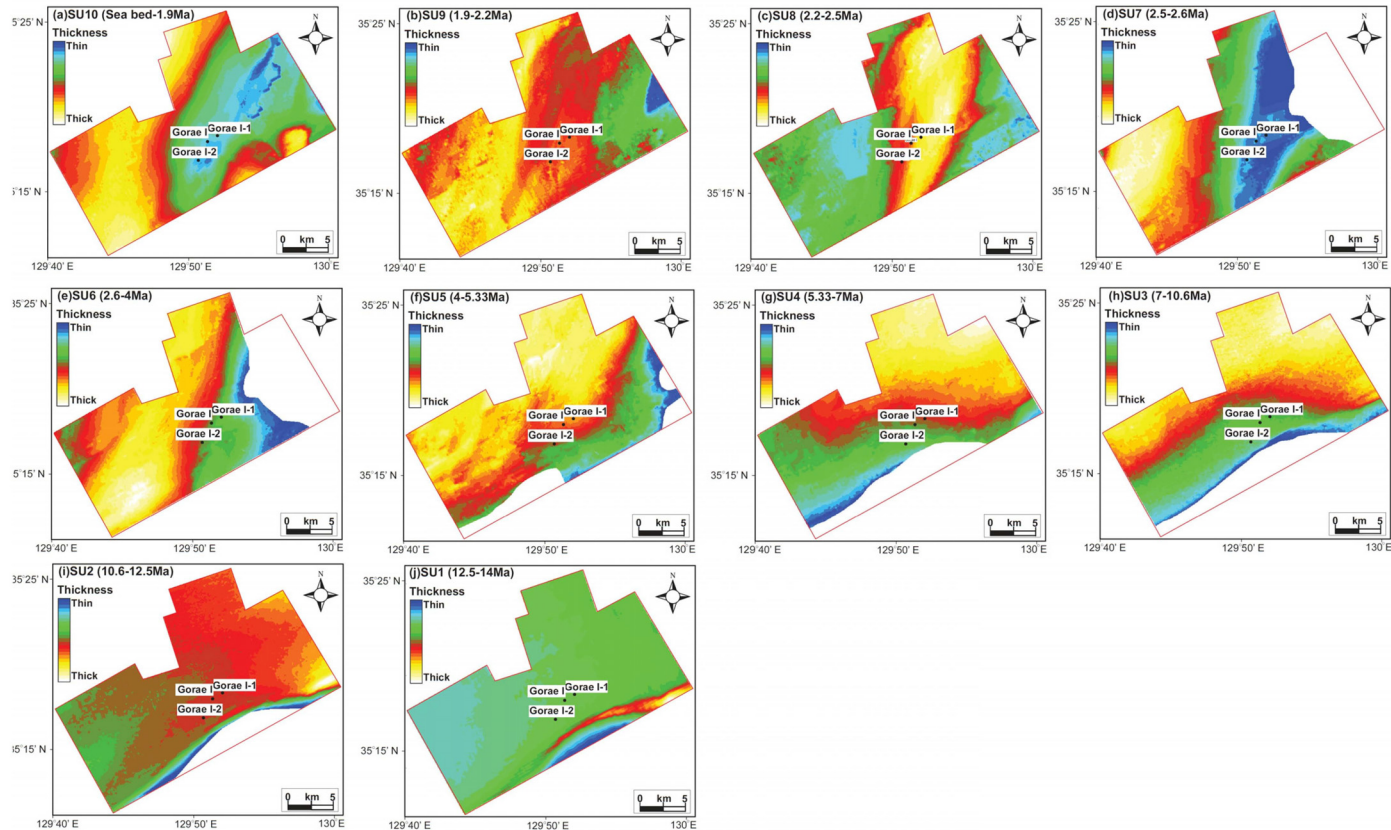 (a)SU10 (Sea bed-1.9Ma)
35˚25' N
N
Thickness
Thin
Thick
Gorae I
Gorae I-1
Gorae I-2
35˚15' N
0 km 5
129˚40' E
129˚50' E
130˚E
(b)SU9 (1.9-2.2Ma)
35˚25' N
N
Thickness
Thin
Thick
Gorae I
Gorae I-1
Gorae I-2
35˚15' N
0 km 5
129˚40' E
129˚50' E
130˚E
(c)SU8 (2.2-2.5Ma)
35˚25' N
N
Thickness
Thin
Thick
Gorae I
Gorae I-1
Gorae I-2
35˚15' N
0 km 5
129˚40' E
129˚50' E
130˚E
(d)SU7 (2.5-2.6Ma)
35˚25' N
N
Thickness
Thin
Thick
Gorae I
Gorae I-1
Gorae I-2
35˚15' N
0 km 5
129˚40' E
129˚50' E
130˚E
(e)SU6 (2.6-4Ma)
35˚25' N
N
Thickness
Thin
Thick
Gorae I
Gorae I-1
Gorae I-2
35˚15' N
0 km 5
129˚40' E
129˚50' E
130˚E
(f)SU5 (4-5.33Ma)
35˚25' N
N
Thickness
Thin
Thick
Gorae I
Gorae I-1
Gorae I-2
35˚15' N
0 km 5
129˚40' E
129˚50' E
130˚E
(g)SU4 (5.33-7Ma)
35˚25' N
N
Thickness
Thin
Thick
Gorae I
Gorae I-1
Gorae I-2
35˚15' N
0 km 5
129˚40' E
129˚50' E
130˚E
(h)SU3 (7-10.6Ma)
35˚25' N
N
Thickness
Thin
Thick
Gorae I
Gorae I-1
Gorae I-2
35˚15' N
0 km 5
129˚40' E
129˚50' E
130˚E
(i)SU2 (10.6-12.5Ma)
35˚25' N
N
Thickness
Thin
Thick
Gorae I
Gorae I-1
Gorae I-2
35˚15' N
0 km 5
129˚40' E
129˚50' E
130˚E
(j)SU1 (12.5-14Ma)
35˚25' N
N
Thickness
Thin
Thick
Gorae I
Gorae I-1
Gorae I-2
35˚15' N
0 km 5
129˚40' E
129˚50' E
130˚E